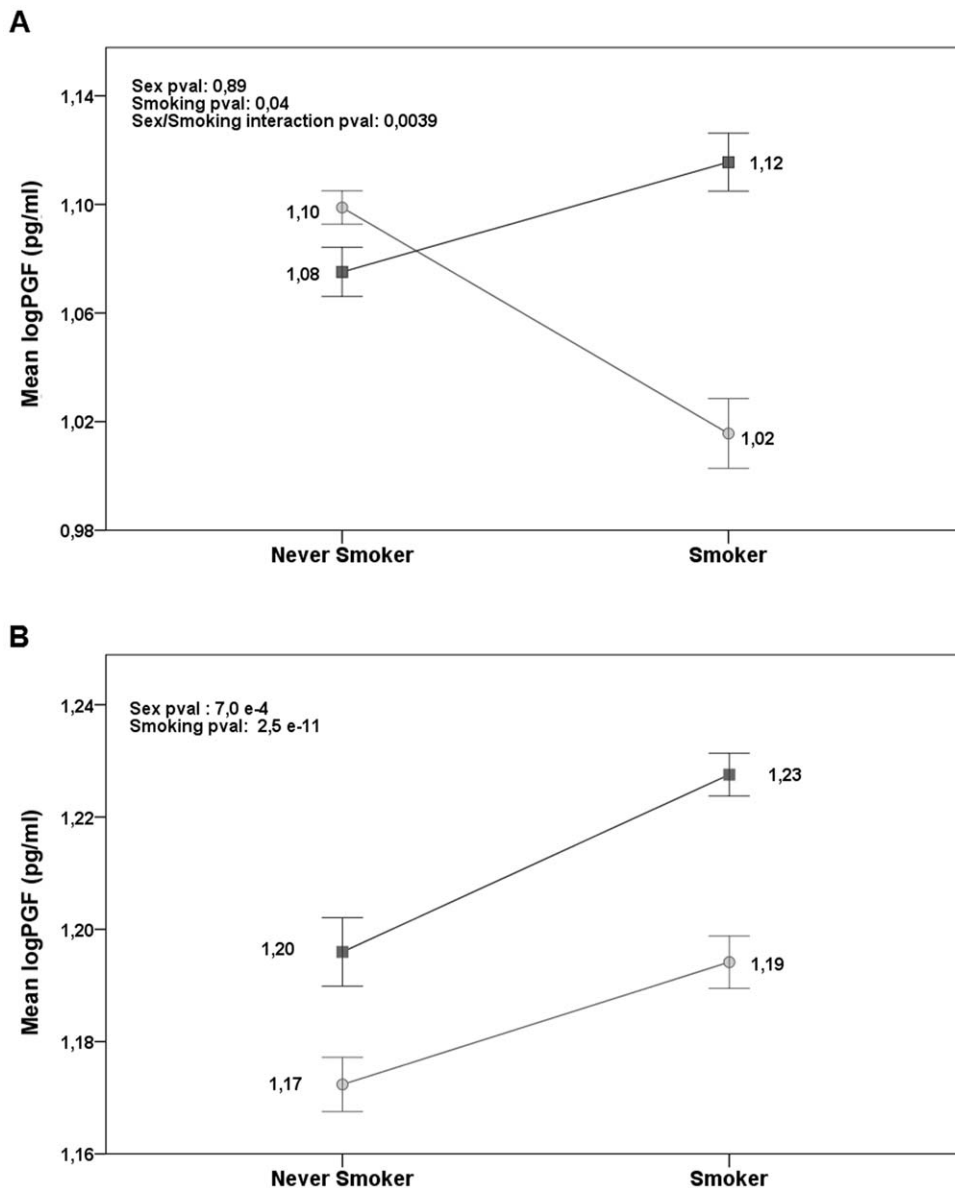 A
Sex pval: 0,89
Smoking pval: 0,04
Sex/Smoking interaction pval: 0,0039
Mean logPGF (pg/ml)
1,14
1,10
1,06
1,02
0,98
1,10
1,08
1,12
1,02
Never Smoker
Smoker
B
Sex pval : 7,0 e-4
Smoking pval: 2,5 e-11
Mean logPGF (pg/ml)
1,24
1,22
1,20
1,18
1,16
1,20
1,17
1,23
1,19
Never Smoker
Smoker